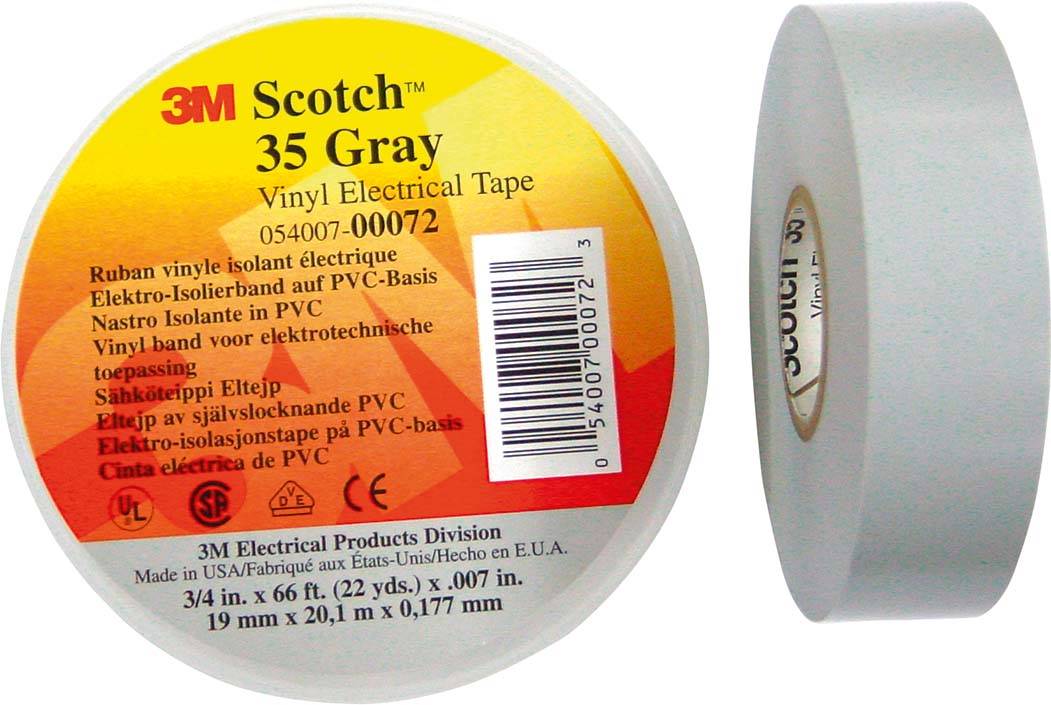 3M Scotch™
35 Gray
Vinyl Electrical Tape
054007-00072
Ruban vinyle isolant électrique
Elektro-Isolierband auf PVC-Basis
Nastro Isolante in PVC
Vinyl band voor elektrotechnische
toepassing
Sähköteippi Eltejp
Eltejp av självslocknande PVC
Elektro-isolasjonstape på PVC-basis
Cinta eléctrica de PVC
UL SA VDE CE
3M Electrical Products Division
Made in USA/Fabriqué aux États-Unis/Hecho en E.U.A.
3/4 in. x 66 ft. (22 yds.) x .007 in.
19 mm x 20,1 m x 0,177 mm
0 54007 00072 3
Scotch 35
Vinyl